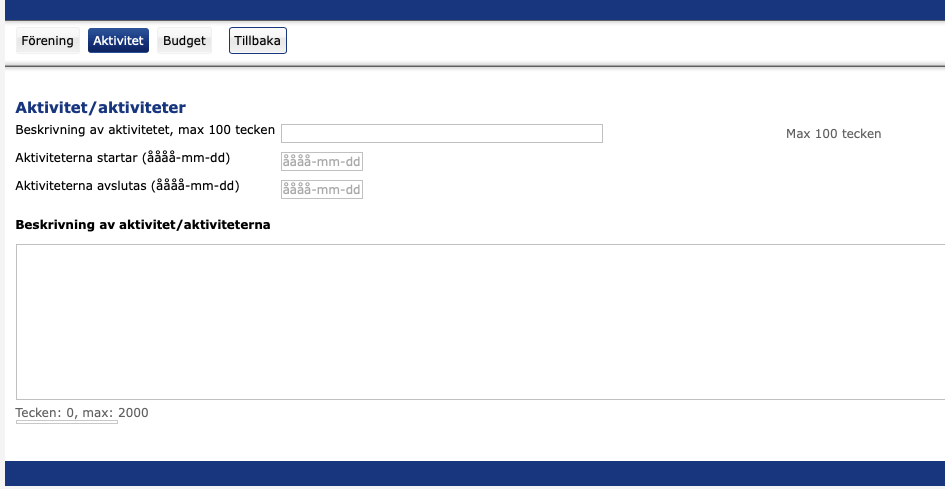 Förening Aktivitet Budget Tillbaka
Aktivitet/aktiviteter
Beskrivning av aktivitetet, max 100 tecken Max 100 tecken
Aktiviteterna startar (åååå-mm-dd) åååå-mm-dd
Aktiviteterna avslutas (åååå-mm-dd) åååå-mm-dd
Beskrivning av aktivitet/aktiviteterna
Tecken: 0, max: 2000